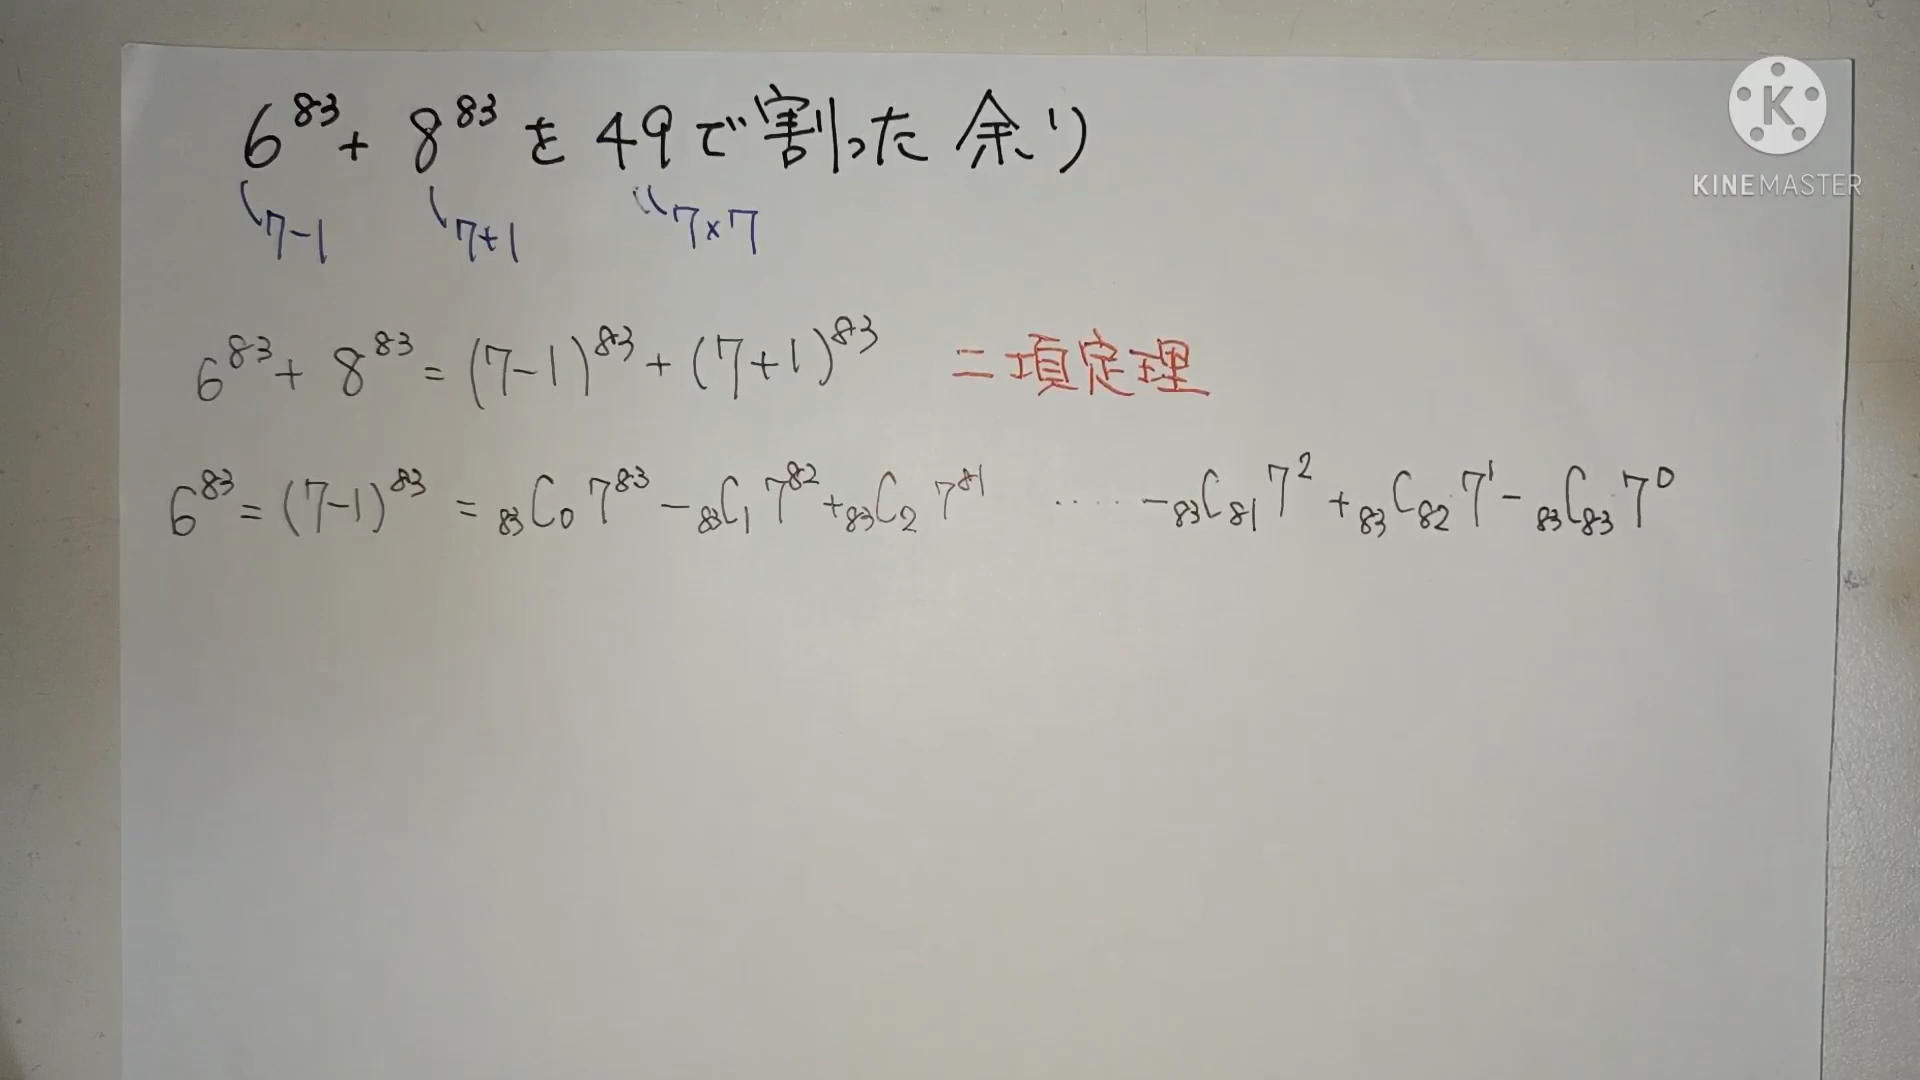 6^83 + 8^83 を 49で割った余り
7-1 7+1 7×7
6^83 + 8^83 = (7-1)^83 + (7+1)^83 二項定理
6^83 = (7-1)^83 = ₈₃C₀ 7^83 - ₈₃C₁ 7^82 + ₈₃C₂ 7^81 ..... - ₈₃C₈₁ 7^2 + ₈₃C₈₂ 7^1 - ₈₃C₈₃ 7^0
K
KINEMASTER